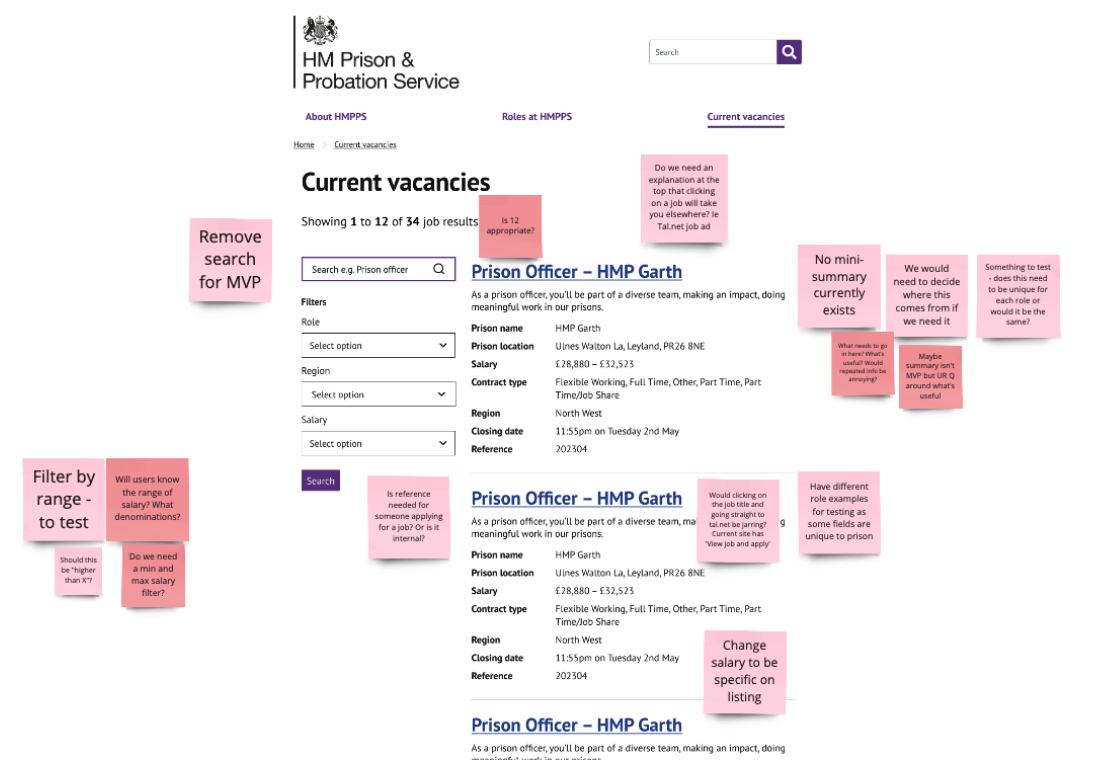 HM Prison &
Probation Service
Search
About HMPPS
Roles at HMPPS
Current vacancies
Home
Current vacancies
Current vacancies
Showing 1 to 12 of 34 job results
Is 12
appropriate?
Do we need an
explanation at the
top that clicking
on a job will take
you elsewhere? Ie
Tal.net job ad
Remove
search
for MVP
Search e.g. Prison officer
Filters
Role
Select option
Region
Select option
Salary
Select option
Search
Filter by
range -
to test
Will users know
the range of
salary? What
denominations?
Should this
be "higher
than X"?
Do we need
a min and
max salary
filter?
Is reference
needed for
someone applying
for a job? Or is it
internal?
Prison Officer – HMP Garth
As a prison officer, you'll be part of a diverse team, making an impact, doing
meaningful work in our prisons.
Prison name HMP Garth
Prison location Ulnes Walton La, Leyland, PR26 8NE
Salary £28,880 – £32,523
Contract type Flexible Working, Full Time, Other, Part Time, Part
Time/Job Share
Region North West
Closing date 11:55pm on Tuesday 2nd May
Reference 202304
No mini-
summary
currently
exists
We would
need to decide
where this
comes from if
we need it
Something to test
- does this need
to be unique for
each role or
would it be the
same?
What needs to go
in here? What's
useful? Would
repeated info be
annoying?
Maybe
summary isn't
MVP but UR Q
around what's
useful
Prison Officer – HMP Garth
As a prison officer, you'll be part of a diverse team, ma
meaningful work in our prisons.
Prison name HMP Garth
Prison location Ulnes Walton La, Leyland, PR26 8NE
Salary £28,880 – £32,523
Contract type Flexible Working, Full Time, Other, Part Time, Part
Time/Job Share
Region North West
Closing date 11:55pm on Tuesday 2nd May
Reference 202304
Would clicking on
the job title and
going straight to
tal.net be jarring?
Current site has
'View job and apply'
Have different
role examples
for testing as
some fields are
unique to prison
Change
salary to be
specific on
listing
Prison Officer – HMP Garth
As a prison officer, you'll be part of a diverse team, making an impact, doing
meaningful work in our prisons.